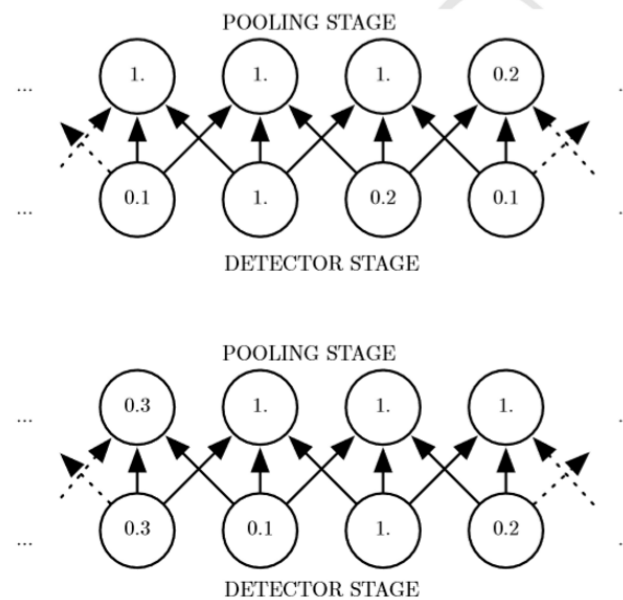 POOLING STAGE
... 1. 1. 1. 0.2 .
... 0.1 1. 0.2 0.1 .
DETECTOR STAGE
POOLING STAGE
... 0.3 1. 1. 1. .
... 0.3 0.1 1. 0.2 .
DETECTOR STAGE